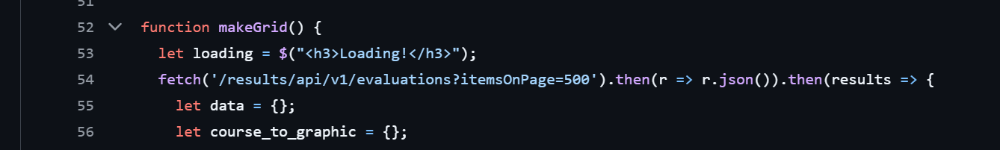 51
52 function makeGrid() {
53 let loading = $("<h3>Loading!</h3>");
54 fetch('/results/api/v1/evaluations?itemsOnPage=500').then(r => r.json()).then(results => {
55 let data = {};
56 let course_to_graphic = {};